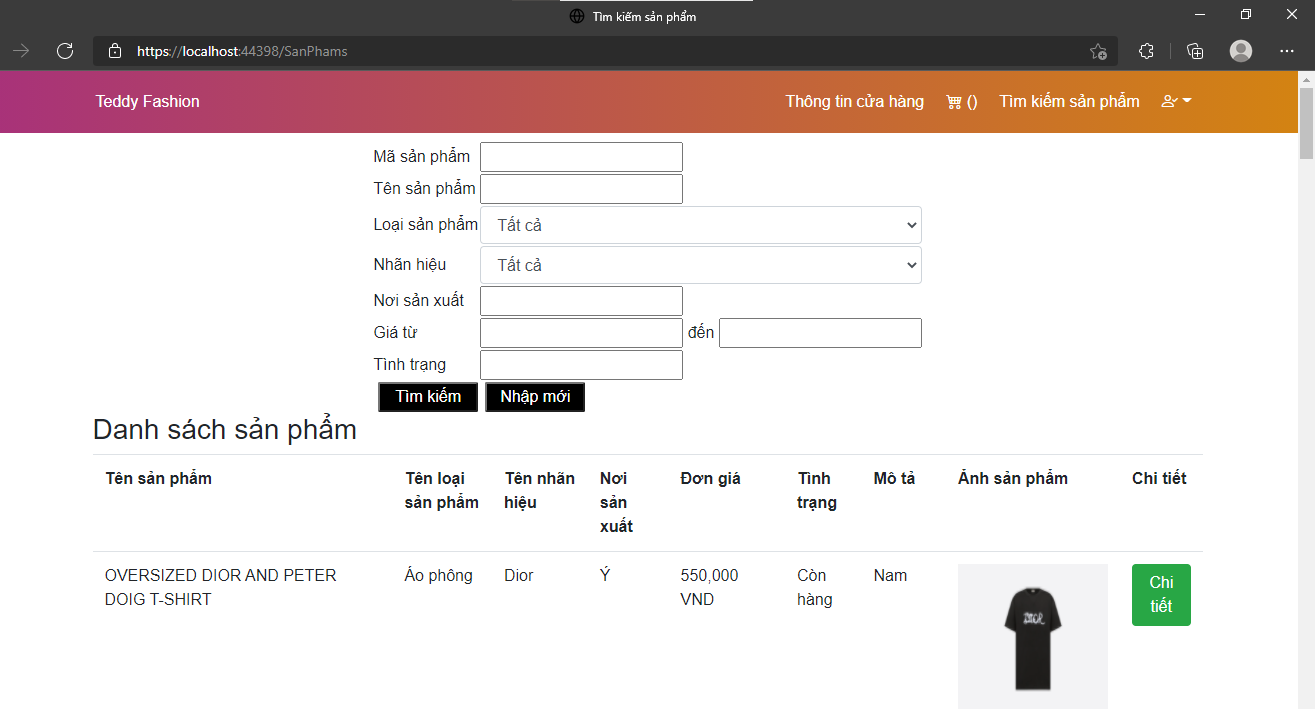 Tìm kiếm sản phẩm
https://localhost:44398/SanPhams
Teddy Fashion
Thông tin cửa hàng
()
Tìm kiếm sản phẩm
Mã sản phẩm
Tên sản phẩm
Loại sản phẩm Tất cả
Nhãn hiệu Tất cả
Nơi sản xuất
Giá từ đến
Tình trạng
Tìm kiếm Nhập mới
Danh sách sản phẩm
Tên sản phẩm
Tên loại
sản phẩm
Tên nhãn
hiệu
Nơi
sản
xuất
Đơn giá
Tình
trạng
Mô tả
Ảnh sản phẩm
Chi tiết
OVERSIZED DIOR AND PETER
DOIG T-SHIRT
Áo phông
Dior
Ý
550,000
VND
Còn
hàng
Nam
DIOR
Chi
tiết